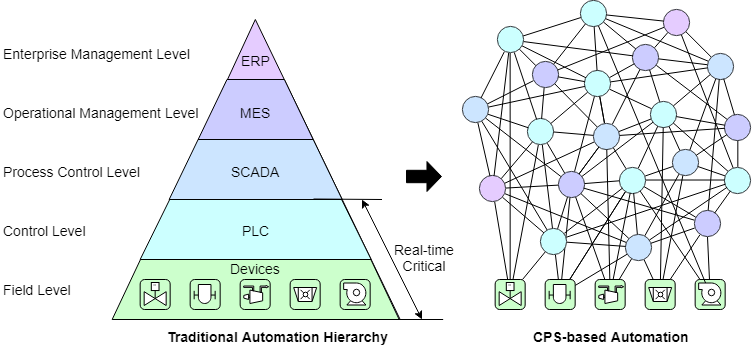 Enterprise Management Level
ERP
Operational Management Level
MES
Process Control Level
SCADA
Control Level
PLC
Real-time
Critical
Devices
Field Level
Traditional Automation Hierarchy
CPS-based Automation